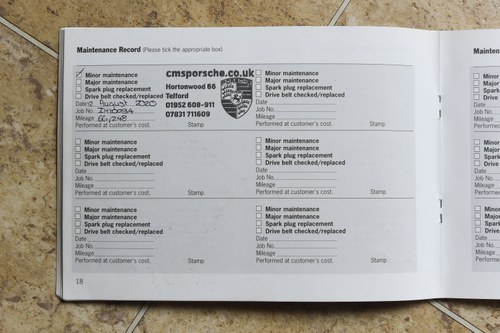 Maintenance Record (Please tick the appropriate box)
Minor maintenance
Major maintenance
Spark plug replacement
Drive belt checked/replaced
Date 2 August 2020
Job No.
Mileage 66,248
Performed at customer's cost. Stamp
cmsporsche.co.uk
Hortonwood 66
Telford
01952 608-911
07831 711609
Minor maintenance
Major maintenance
Spark plug replacement
Drive belt checked/replaced
Date
Job No.
Mileage
Performed at customer's cost. Stamp
Minor maintenance
Major maintenance
Spark plug replacement
Drive belt checked/replaced
Date
Job No.
Mileage
Performed at customer's cost. Stamp
Minor maintenance
Major maintenance
Spark plug replacement
Drive belt checked/replaced
Date
Job No.
Mileage
Performed at customer's cost. Stamp
Minor maintenance
Major maintenance
Spark plug replacement
Drive belt checked/replaced
Date
Job No.
Mileage
Performed at customer's cost. Stamp
Minor maintenance
Major maintenance
Spark plug replacement
Drive belt checked/replaced
Date
Job No.
Mileage
Performed at customer's cost. Stamp
18